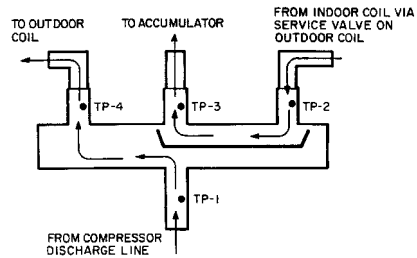 TO OUTDOOR
COIL
TO ACCUMULATOR
FROM INDOOR COIL VIA
SERVICE VALVE ON
OUTDOOR COIL
TP-4
TP-3
TP-2
TP-1
FROM COMPRESSOR
DISCHARGE LINE